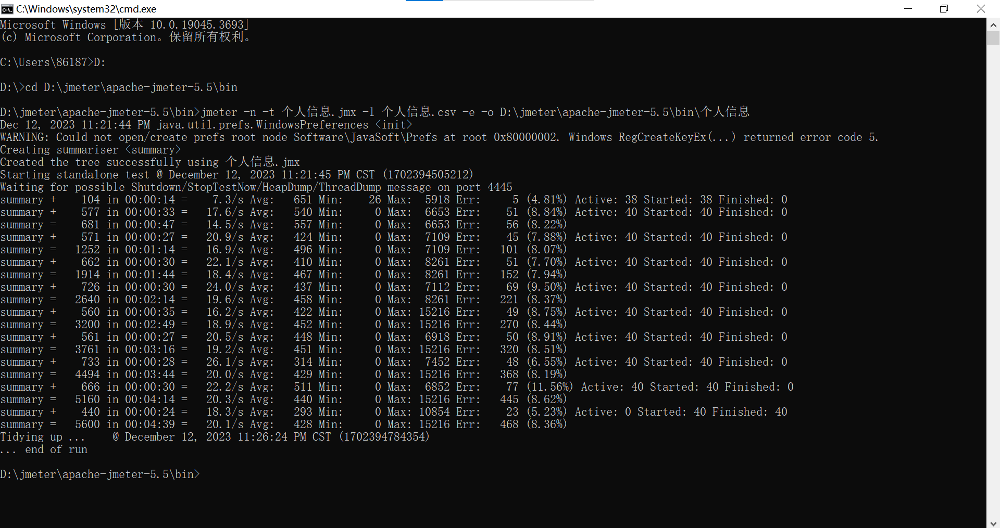 C:\Windows\system32\cmd.exe
Microsoft Windows [版本 10.0.19045.3693]
(c) Microsoft Corporation。保留所有权利。
C:\Users\86187>D:
D:\>cd D:\jmeter\apache-jmeter-5.5\bin
D:\jmeter\apache-jmeter-5.5\bin>jmeter -n -t 个人信息.jmx -l 个人信息.csv -e -o D:\jmeter\apache-jmeter-5.5\bin\个人信息
Dec 12, 2023 11:21:44 PM java.util.prefs.WindowsPreferences <init>
WARNING: Could not open/create prefs root node Software\JavaSoft\Prefs at root 0x80000002. Windows RegCreateKeyEx(...) returned error code 5.
Creating summariser <summary>
Created the tree successfully using 个人信息.jmx
Starting standalone test @ December 12, 2023 11:21:45 PM CST (1702394505212)
Waiting for possible Shutdown/StopTestNow/HeapDump/ThreadDump message on port 4445
summary +    104 in 00:00:14 =    7.3/s Avg:   651 Min:    26 Max:  5918 Err:     5 (4.81%) Active: 38 Started: 38 Finished: 0
summary +    577 in 00:00:33 =   17.6/s Avg:   540 Min:     0 Max:  6653 Err:    51 (8.84%) Active: 40 Started: 40 Finished: 0
summary =    681 in 00:00:47 =   14.5/s Avg:   557 Min:     0 Max:  6653 Err:    56 (8.22%)
summary +    571 in 00:00:27 =   20.9/s Avg:   424 Min:     0 Max:  7109 Err:    45 (7.88%) Active: 40 Started: 40 Finished: 0
summary =   1252 in 00:01:14 =   16.9/s Avg:   496 Min:     0 Max:  7109 Err:   101 (8.07%)
summary +    662 in 00:00:30 =   22.1/s Avg:   410 Min:     0 Max:  8261 Err:    51 (7.70%) Active: 40 Started: 40 Finished: 0
summary =   1914 in 00:01:44 =   18.4/s Avg:   467 Min:     0 Max:  8261 Err:   152 (7.94%)
summary +    726 in 00:00:30 =   24.0/s Avg:   437 Min:     0 Max:  7112 Err:    69 (9.50%) Active: 40 Started: 40 Finished: 0
summary =   2640 in 00:02:14 =   19.6/s Avg:   458 Min:     0 Max:  8261 Err:   221 (8.37%)
summary +    560 in 00:00:35 =   16.2/s Avg:   422 Min:     0 Max: 15216 Err:    49 (8.75%) Active: 40 Started: 40 Finished: 0
summary =   3200 in 00:02:49 =   18.9/s Avg:   452 Min:     0 Max: 15216 Err:   270 (8.44%)
summary +    561 in 00:00:27 =   20.5/s Avg:   448 Min:     0 Max:  6918 Err:    50 (8.91%) Active: 40 Started: 40 Finished: 0
summary =   3761 in 00:03:16 =   19.2/s Avg:   451 Min:     0 Max: 15216 Err:   320 (8.51%)
summary +    733 in 00:00:28 =   26.1/s Avg:   314 Min:     0 Max:  7452 Err:    48 (6.55%) Active: 40 Started: 40 Finished: 0
summary =   4494 in 00:03:44 =   20.0/s Avg:   429 Min:     0 Max: 15216 Err:   368 (8.19%)
summary +    666 in 00:00:30 =   22.2/s Avg:   511 Min:     0 Max:  6852 Err:    77 (11.56%) Active: 40 Started: 40 Finished: 0
summary =   5160 in 00:04:14 =   20.3/s Avg:   440 Min:     0 Max: 15216 Err:   445 (8.62%)
summary +    440 in 00:00:24 =   18.3/s Avg:   293 Min:     0 Max: 10854 Err:    23 (5.23%) Active: 0 Started: 40 Finished: 40
summary =   5600 in 00:04:39 =   20.1/s Avg:   428 Min:     0 Max: 15216 Err:   468 (8.36%)
Tidying up ...    @ December 12, 2023 11:26:24 PM CST (1702394784354)
... end of run
D:\jmeter\apache-jmeter-5.5\bin>